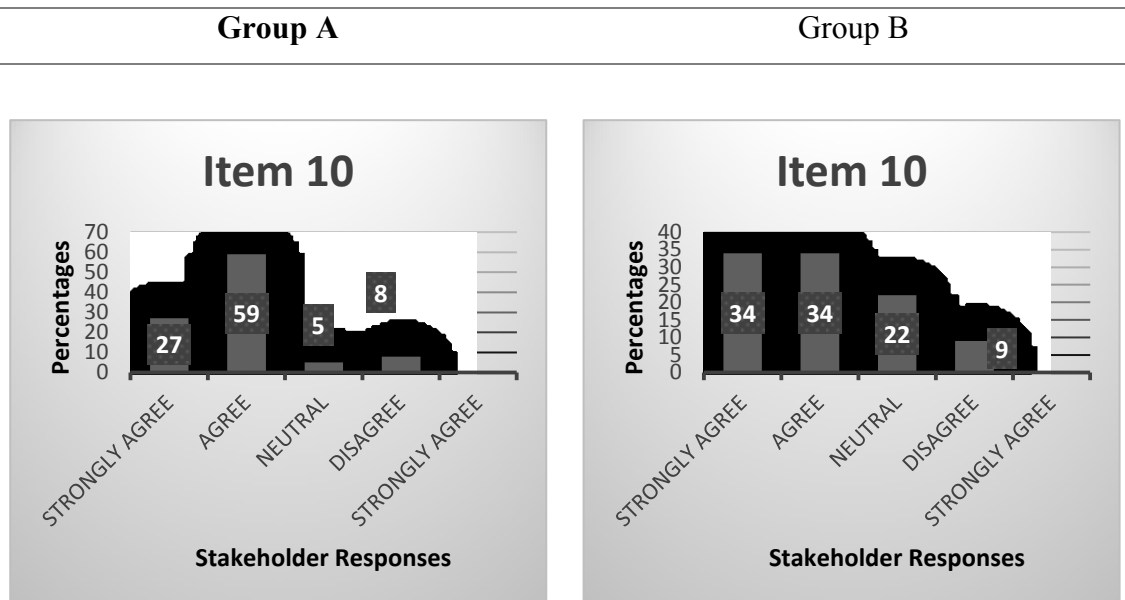 Group A Group B
Item 10
Percentages
70
60
50
40
30
20
10
0
27
59
5
8
STRONGLY AGREE
AGREE
NEUTRAL
DISAGREE
STRONGLY AGREE
Stakeholder Responses
Item 10
Percentages
40
35
30
25
20
15
10
5
0
34
34
22
9
STRONGLY AGREE
AGREE
NEUTRAL
DISAGREE
STRONGLY AGREE
Stakeholder Responses